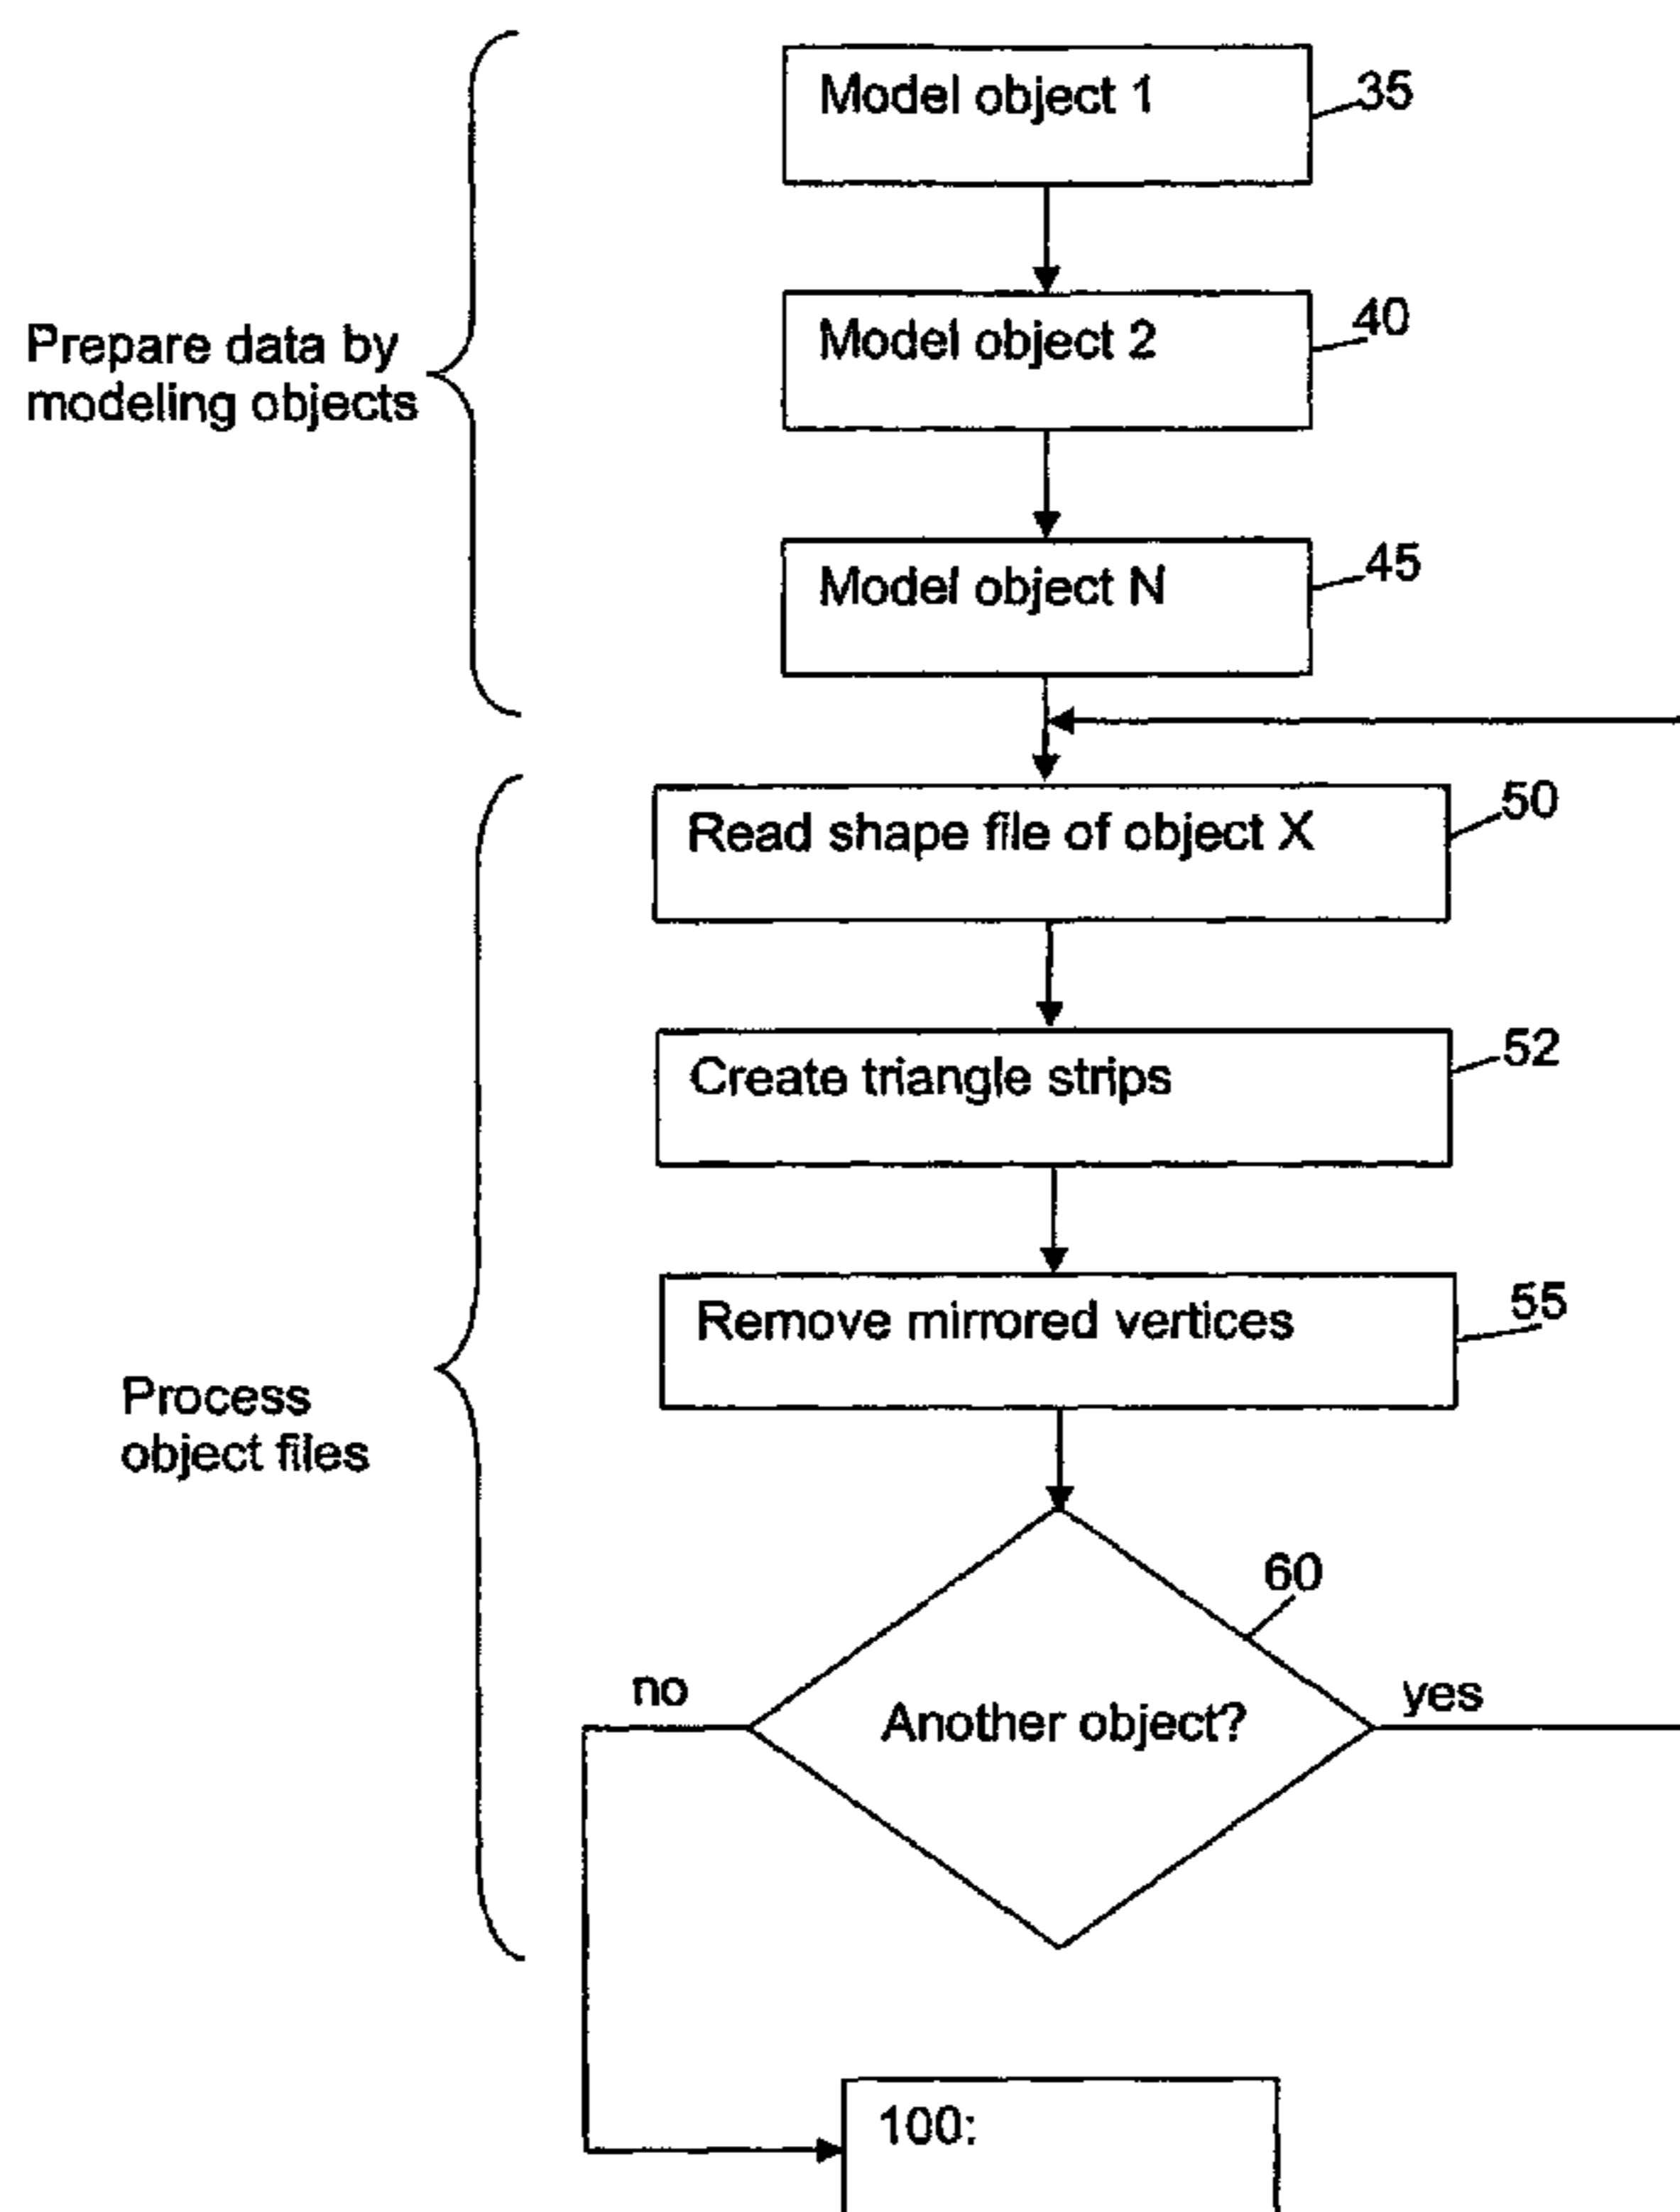 Model object 1
35
Model object 2
40
Prepare data by
modeling objects
Model object N
45
Read shape file of object X
50
Create triangle strips
52
Remove mirrored vertices
55
Process
object files
60
no
Another object?
yes
100: